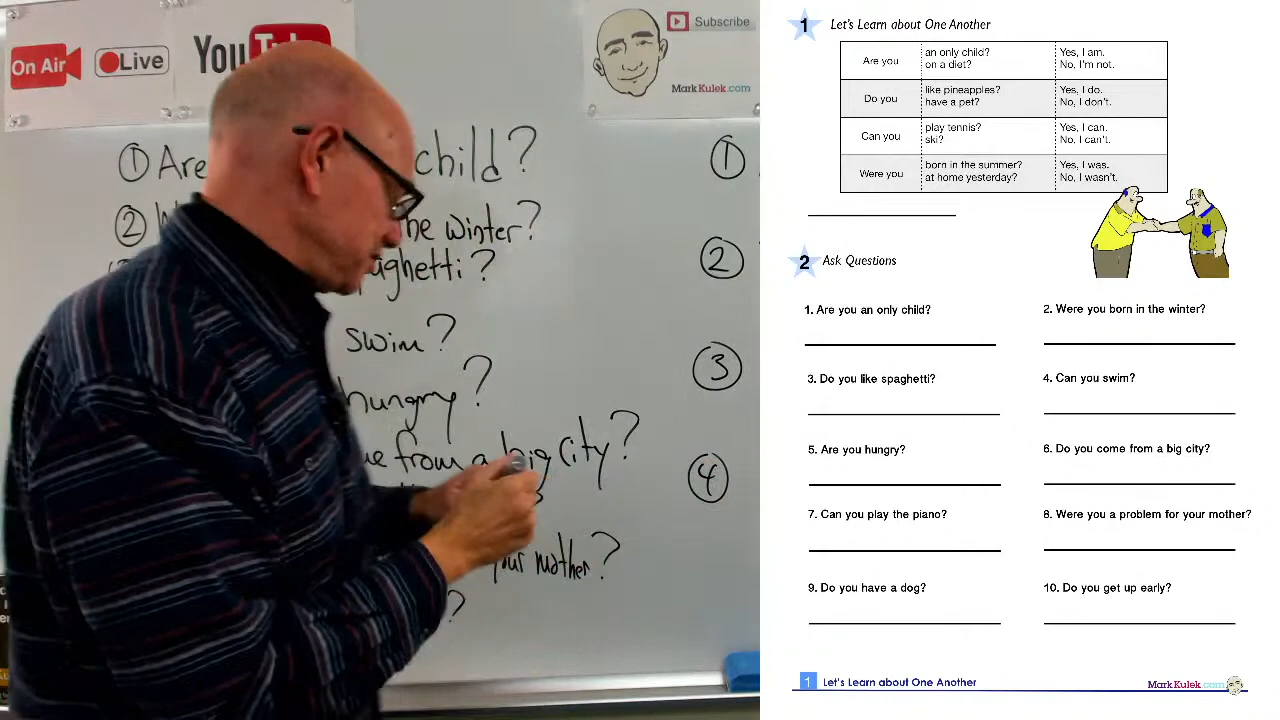 On Air
Live
YouTube
Subscribe
MarkKulek.com
① Are child?
② the winter?
spaghetti?
swim?
hungry?
from a big city?
your mother?
?
①
②
③
④
1 Let's Learn about One Another
Are you an only child? Yes, I am.
on a diet? No, I'm not.
Do you like pineapples? Yes, I do.
have a pet? No, I don't.
Can you play tennis? Yes, I can.
ski? No, I can't.
Were you born in the summer? Yes, I was.
at home yesterday? No, I wasn't.
2 Ask Questions
1. Are you an only child?
2. Were you born in the winter?
3. Do you like spaghetti?
4. Can you swim?
5. Are you hungry?
6. Do you come from a big city?
7. Can you play the piano?
8. Were you a problem for your mother?
9. Do you have a dog?
10. Do you get up early?
1 Let's Learn about One Another
MarkKulek.com